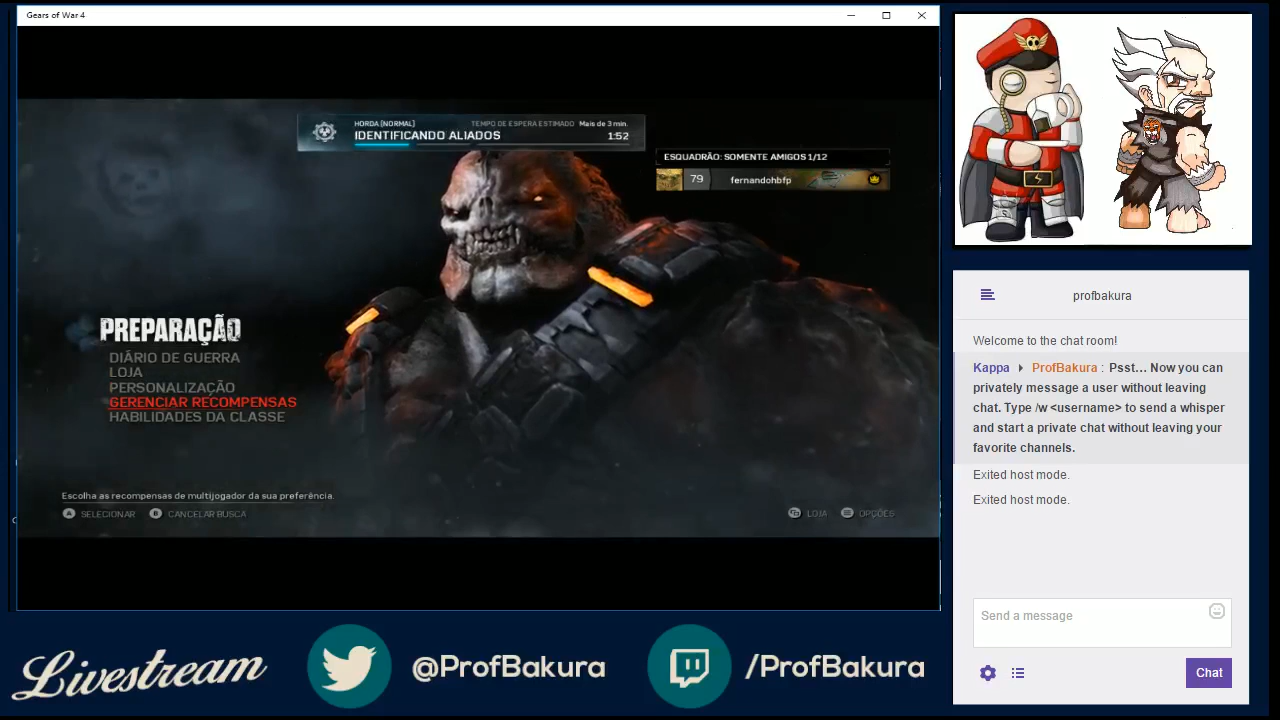 Gears of War 4
HORDA (NORMAL)
TEMPO DE ESPERA ESTIMADO Mais de 3 min.
IDENTIFICANDO ALIADOS
1:52
ESQUADRÃO: SOMENTE AMIGOS 1/12
79 fernandohbfp
PREPARAÇÃO
DIÁRIO DE GUERRA
LOJA
PERSONALIZAÇÃO
GERENCIAR RECOMPENSAS
HABILIDADES DA CLASSE
Escolha as recompensas de multijogador da sua preferência.
A SELECIONAR B CANCELAR BUSCA
LOJA OPÇÕES
profbakura
Welcome to the chat room!
Kappa ProfBakura : Psst... Now you can
privately message a user without leaving
chat. Type /w <username> to send a whisper
and start a private chat without leaving your
favorite channels.
Exited host mode.
Exited host mode.
Send a message
Chat
Livestream
@ProfBakura
/ProfBakura